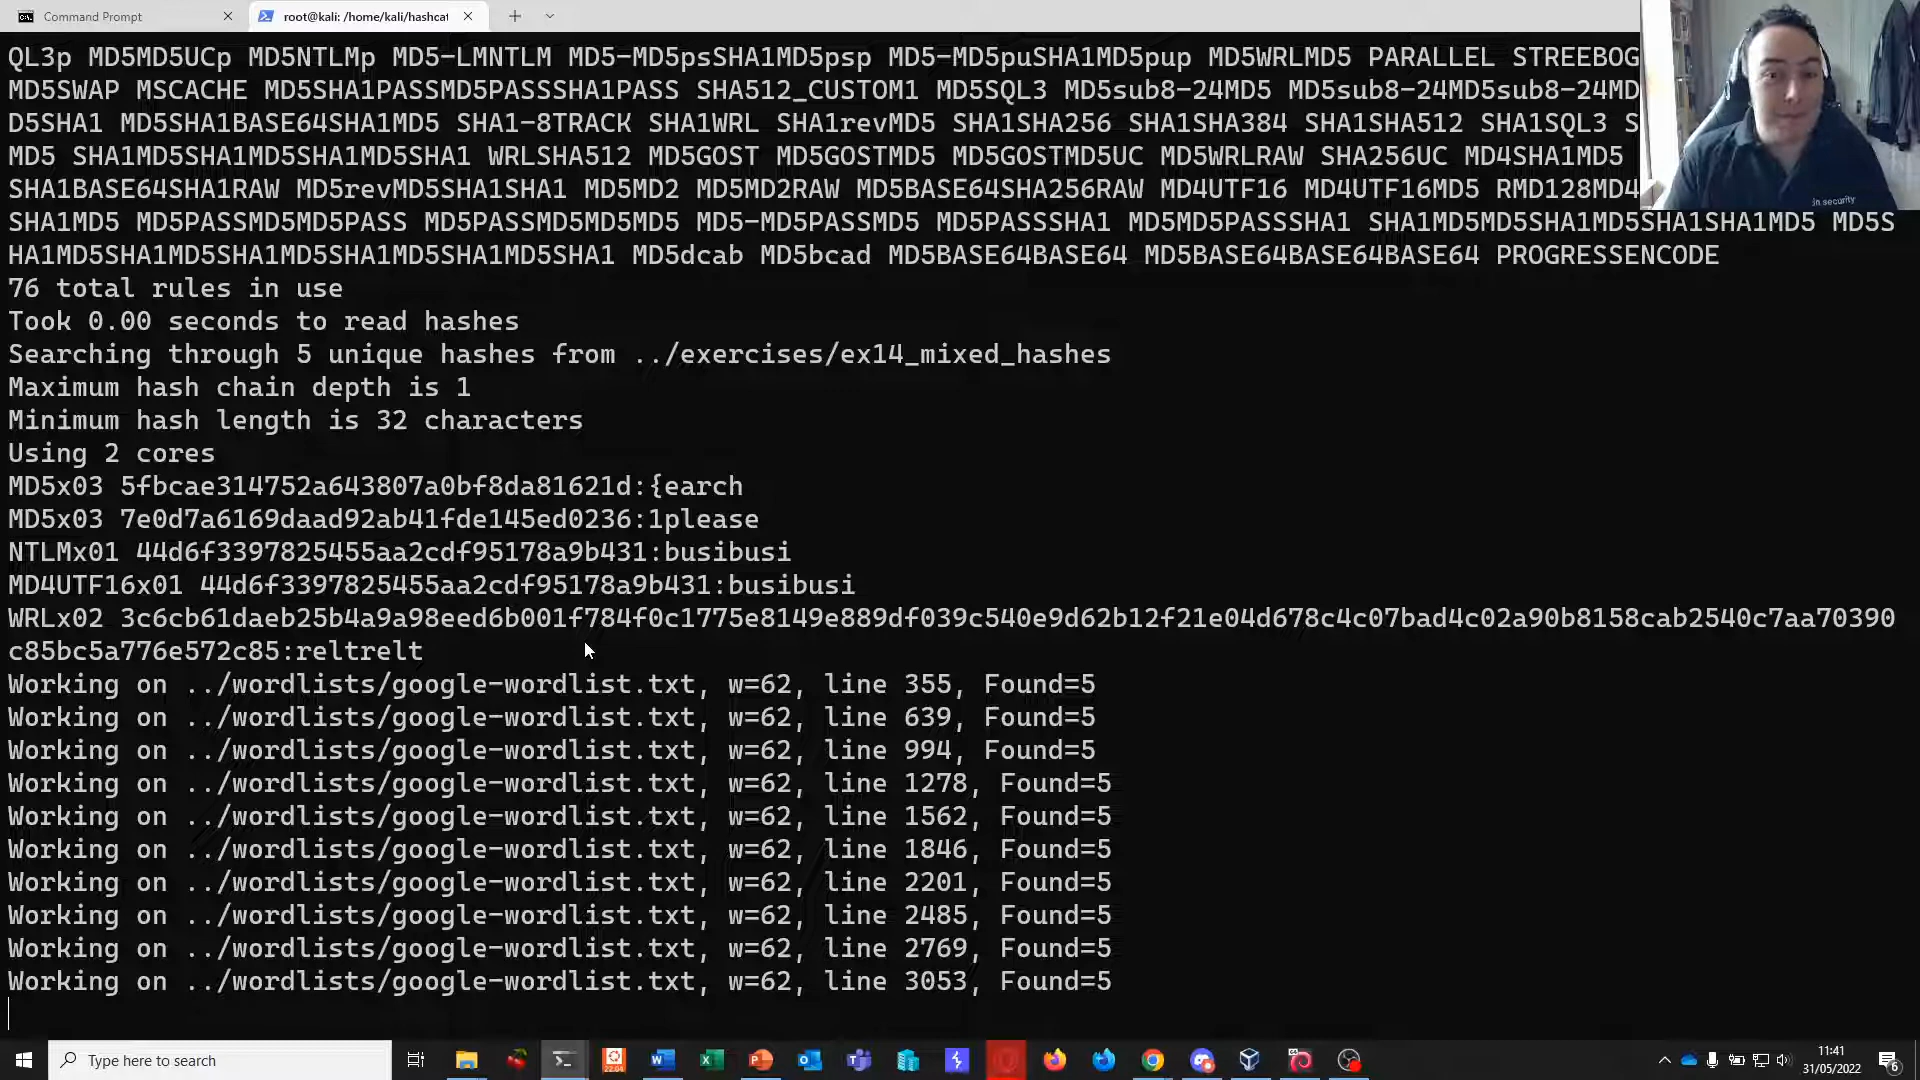 Command Prompt
root@kali: /home/kali/hashcat
QL3p MD5MD5UCp MD5NTLMp MD5-LMNTLM MD5-MD5psSHA1MD5psp MD5-MD5puSHA1MD5pup MD5WRLMD5 PARALLEL STREEBOG
MD5SWAP MSCACHE MD5SHA1PASSMD5PASSSHA1PASS SHA512_CUSTOM1 MD5SQL3 MD5sub8-24MD5 MD5sub8-24MD5sub8-24MD
D5SHA1 MD5SHA1BASE64SHA1MD5 SHA1-8TRACK SHA1WRL SHA1revMD5 SHA1SHA256 SHA1SHA384 SHA1SHA512 SHA1SQL3 S
MD5 SHA1MD5SHA1MD5SHA1MD5SHA1 WRLSHA512 MD5GOST MD5GOSTMD5 MD5GOSTMD5UC MD5WRLRAW SHA256UC MD4SHA1MD5
SHA1BASE64SHA1RAW MD5revMD5SHA1SHA1 MD5MD2 MD5MD2RAW MD5BASE64SHA256RAW MD4UTF16 MD4UTF16MD5 RMD128MD4
SHA1MD5 MD5PASSMD5MD5PASS MD5PASSMD5MD5MD5 MD5-MD5PASSMD5 MD5PASSSHA1 MD5MD5PASSSHA1 SHA1MD5MD5SHA1MD5SHA1SHA1MD5 MD5S
HA1MD5SHA1MD5SHA1MD5SHA1MD5SHA1MD5SHA1 MD5dcab MD5bcad MD5BASE64BASE64 MD5BASE64BASE64BASE64 PROGRESSENCODE
76 total rules in use
Took 0.00 seconds to read hashes
Searching through 5 unique hashes from ../exercises/ex14_mixed_hashes
Maximum hash chain depth is 1
Minimum hash length is 32 characters
Using 2 cores
MD5x03 5fbcae314752a643807a0bf8da81621d:{earch
MD5x03 7e0d7a6169daad92ab41fde145ed0236:1please
NTLMx01 44d6f3397825455aa2cdf95178a9b431:busibusi
MD4UTF16x01 44d6f3397825455aa2cdf95178a9b431:busibusi
WRLx02 3c6cb61daeb25b4a9a98eed6b001f784f0c1775e8149e889df039c540e9d62b12f21e04d678c4c07bad4c02a90b8158cab2540c7aa70390
c85bc5a776e572c85:reltrelt
Working on ../wordlists/google-wordlist.txt, w=62, line 355, Found=5
Working on ../wordlists/google-wordlist.txt, w=62, line 639, Found=5
Working on ../wordlists/google-wordlist.txt, w=62, line 994, Found=5
Working on ../wordlists/google-wordlist.txt, w=62, line 1278, Found=5
Working on ../wordlists/google-wordlist.txt, w=62, line 1562, Found=5
Working on ../wordlists/google-wordlist.txt, w=62, line 1846, Found=5
Working on ../wordlists/google-wordlist.txt, w=62, line 2201, Found=5
Working on ../wordlists/google-wordlist.txt, w=62, line 2485, Found=5
Working on ../wordlists/google-wordlist.txt, w=62, line 2769, Found=5
Working on ../wordlists/google-wordlist.txt, w=62, line 3053, Found=5
in.security
Type here to search
22.04
11:41
31/05/2022
6